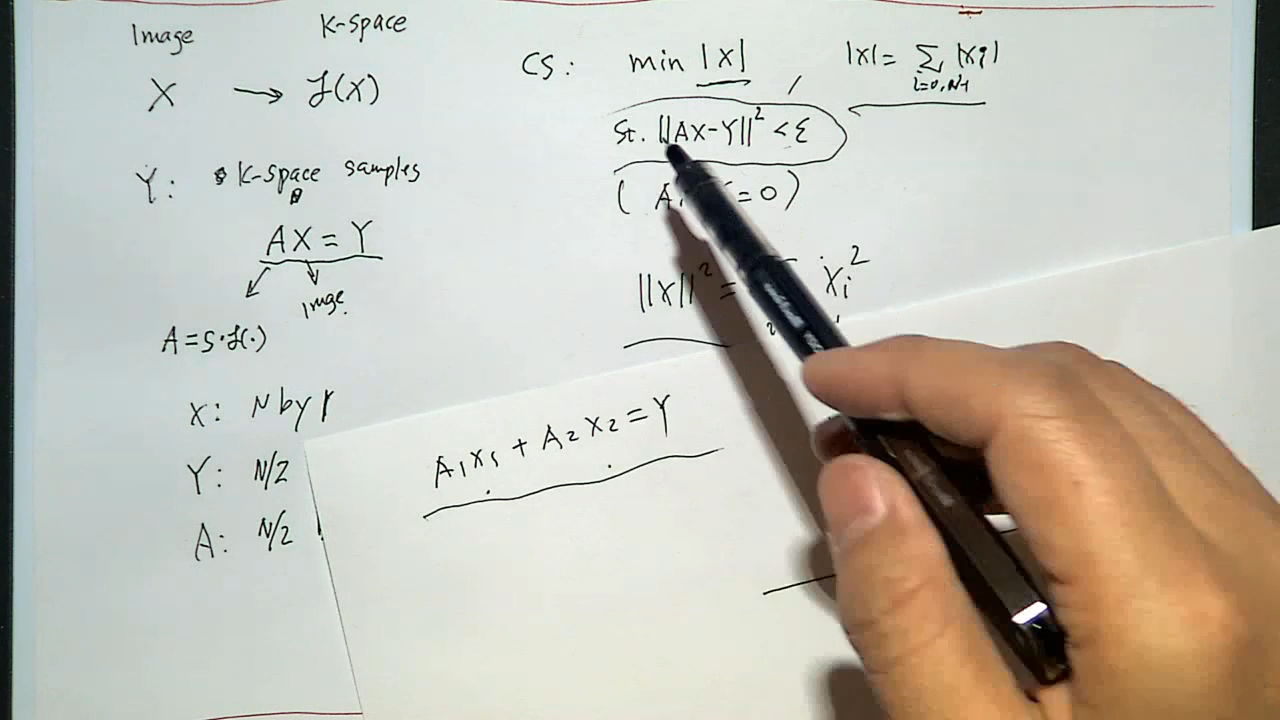 Image K-space
X → ℱ(X)
Y: K-space samples
AX = Y
Image
A = S·ℱ(·)
X: N by 1
Y: N/2
A: N/2
CS: min |X| , |X| = Σ |Xi|
i=0,N-1
St. ||AX-Y||² < ε
( A = 0 )
||X||² = Xi²
A1X1 + A2X2 = Y